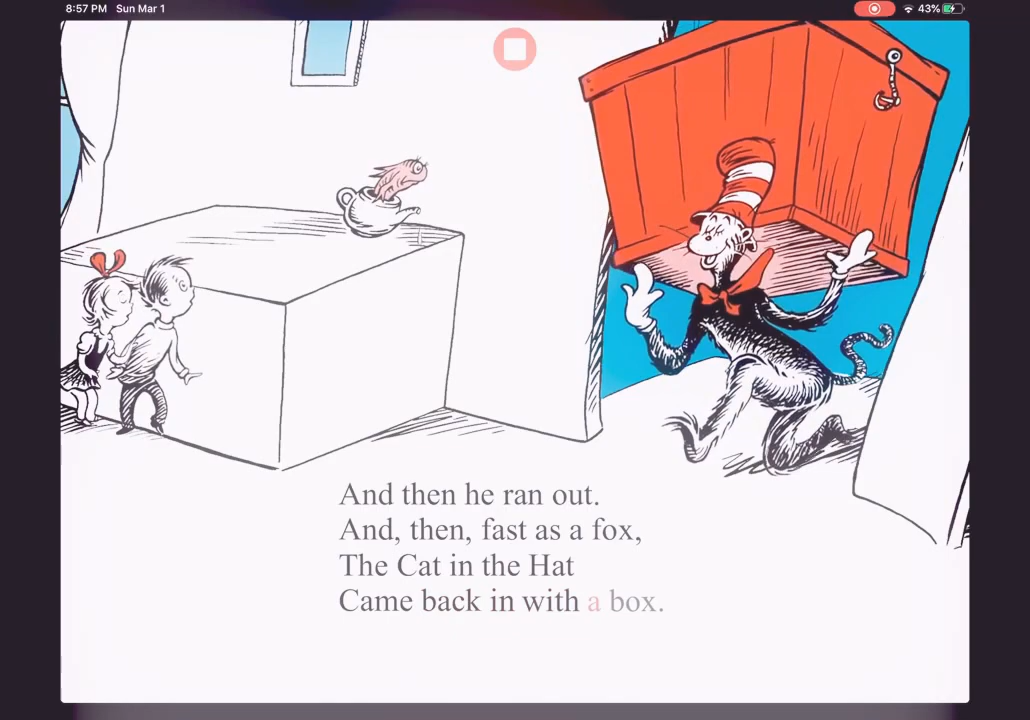 8:57 PM Sun Mar 1
43%
And then he ran out.
And, then, fast as a fox,
The Cat in the Hat
Came back in with a box.